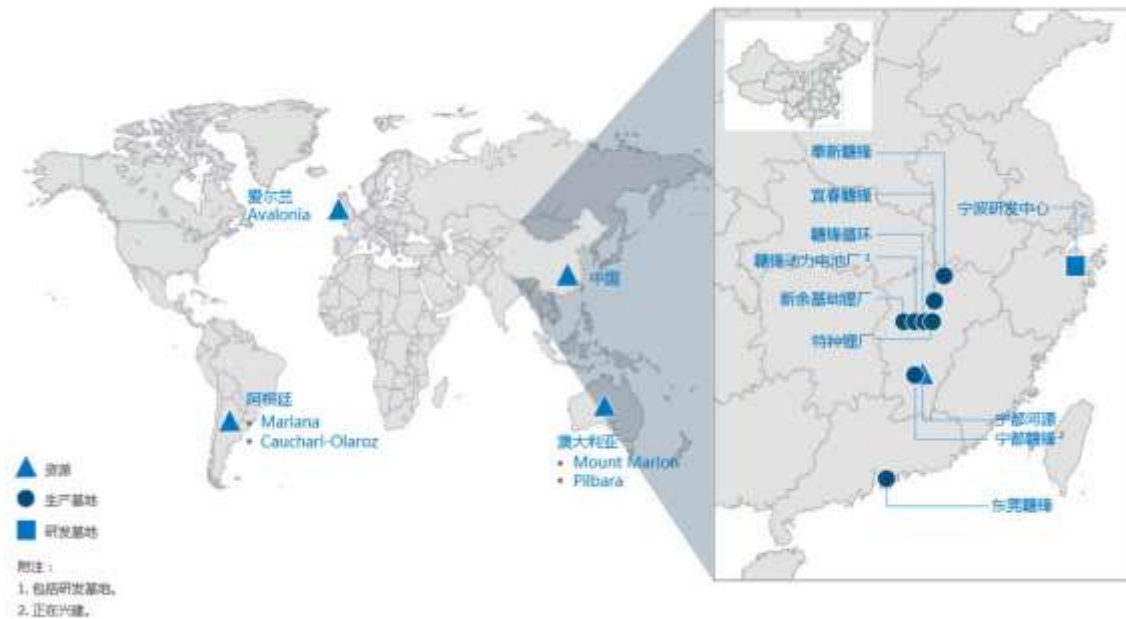 爱尔兰
Avalonia
中国
阿根廷
• Mariana
• Cauchari-Olaroz
澳大利亚
• Mount Marion
• Pilbara
资源
生产基地
研发基地
附注：
1. 包括研发基地。
2. 正在兴建。
奉新赣锋
宜春赣锋
宁波研发中心
赣锋循环
赣锋动力电池厂¹
新余基础锂厂
特种锂厂
宁都河源
宁都赣锋²
东莞赣锋